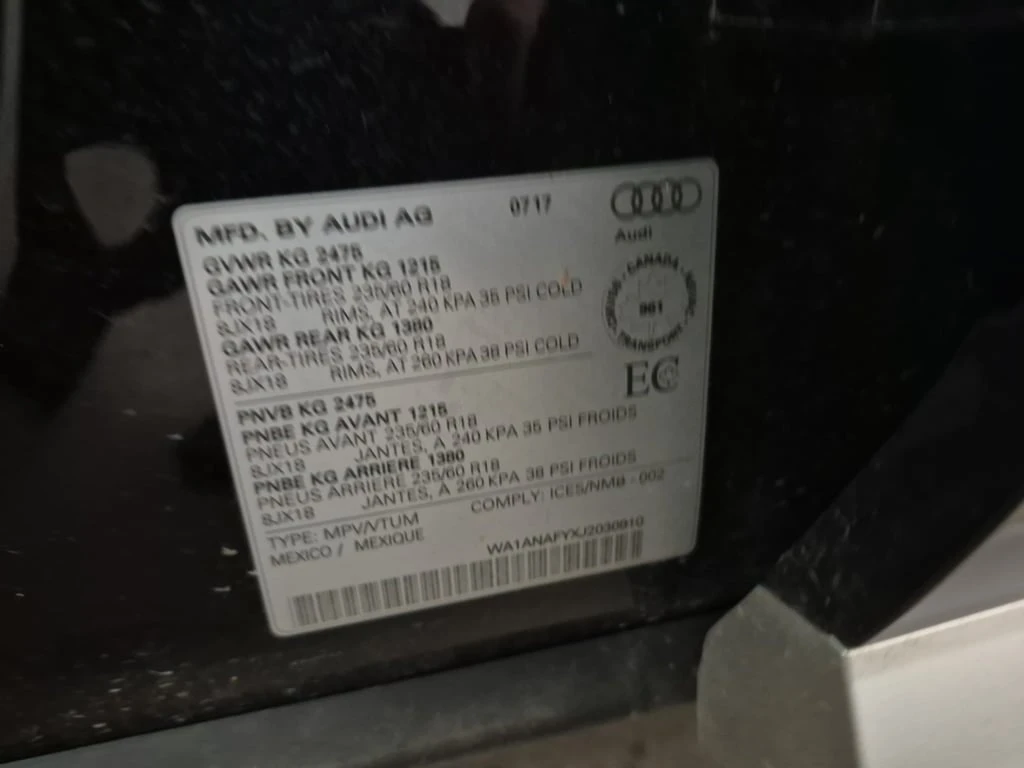 MFD. BY AUDI AG 0717
Audi
GVWR KG 2475
GAWR FRONT KG 1215
FRONT-TIRES 235/60 R18
8JX18 RIMS, AT 240 KPA 35 PSI COLD
GAWR REAR KG 1380
REAR-TIRES 235/60 R18
8JX18 RIMS, AT 260 KPA 38 PSI COLD
CANADA
961
TRANSPORT
EC
PNVB KG 2475
PNBE KG AVANT 1215
PNEUS AVANT 235/60 R18
8JX18 JANTES, A 240 KPA 35 PSI FROIDS
PNBE KG ARRIERE 1380
PNEUS ARRIERE 235/60 R18
8JX18 JANTES, A 260 KPA 38 PSI FROIDS
TYPE: MPV/VTUM COMPLY: ICES/NMB - 002
MEXICO / MEXIQUE
WA1ANAFYXJ2030910